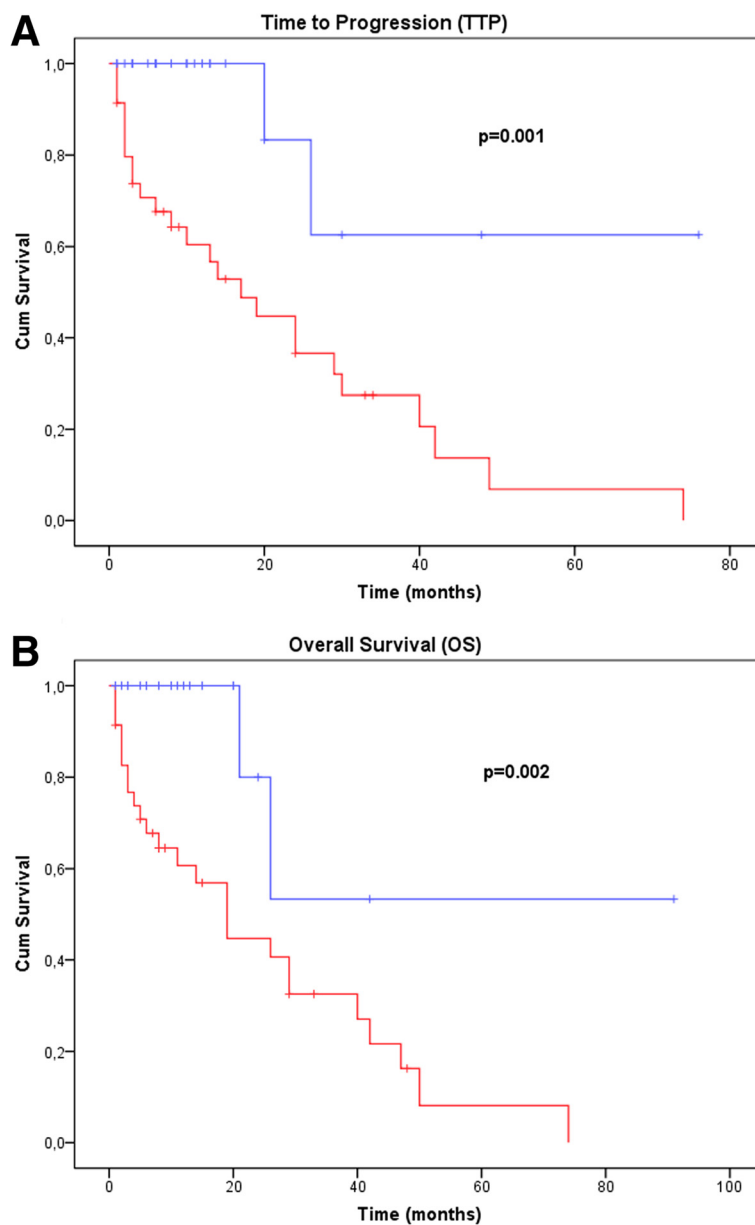 A
Time to Progression (TTP)
1,0
p=0.001
0,8
0,6
Cum Survival
0,4
0,2
0,0
0 20 40 60 80
Time (months)
B
Overall Survival (OS)
1,0
p=0.002
0,8
0,6
Cum Survival
0,4
0,2
0,0
0 20 40 60 80 100
Time (months)